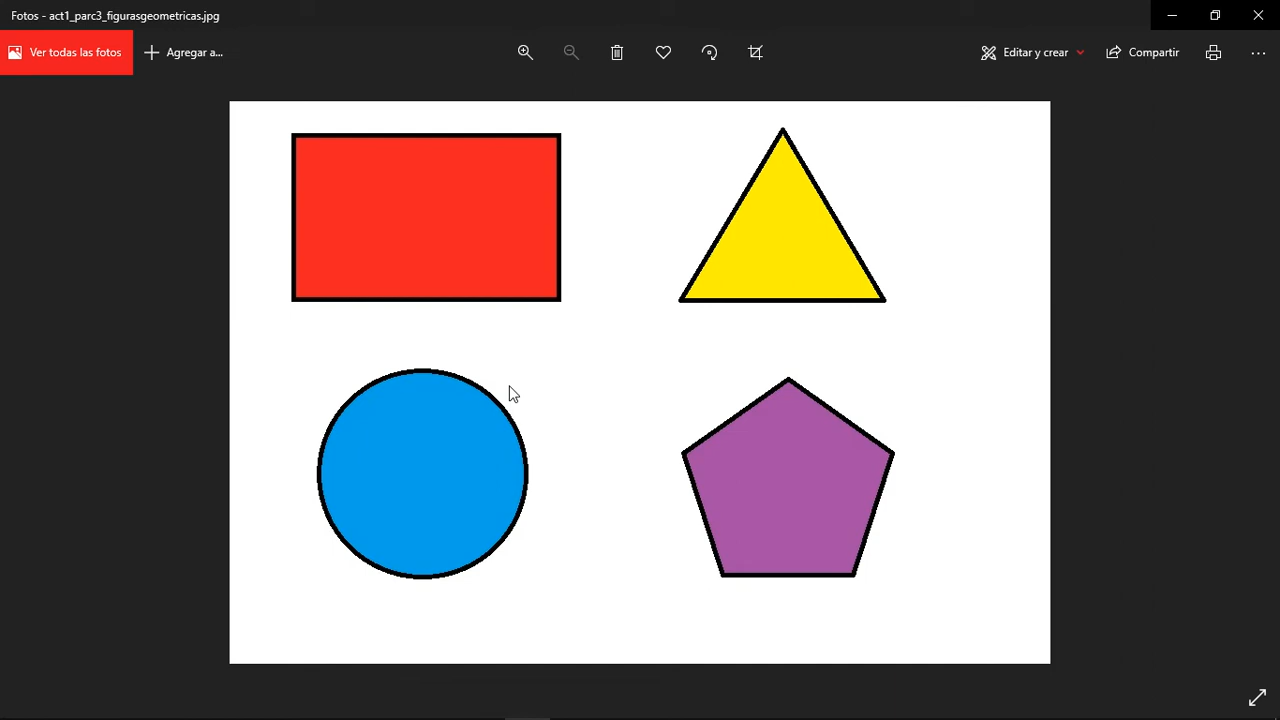 Fotos - act1_parc3_figurasgeometricas.jpg
Ver todas las fotos
Agregar a...
Editar y crear
Compartir